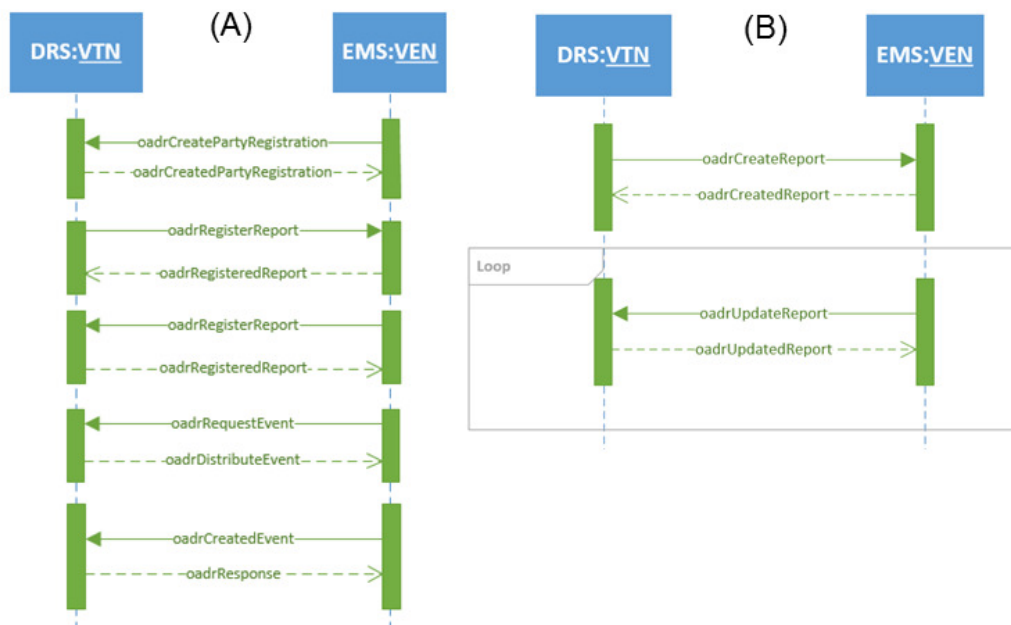 (A)
DRS:VTN
EMS:VEN
oadrCreatePartyRegistration
oadrCreatedPartyRegistration
oadrRegisterReport
oadrRegisteredReport
oadrRegisterReport
oadrRegisteredReport
oadrRequestEvent
oadrDistributeEvent
oadrCreatedEvent
oadrResponse
(B)
DRS:VTN
EMS:VEN
oadrCreateReport
oadrCreatedReport
Loop
oadrUpdateReport
oadrUpdatedReport